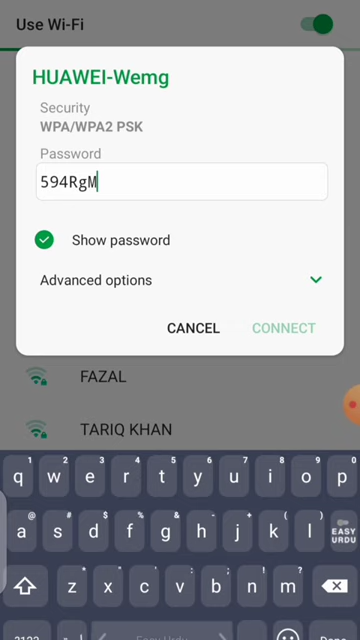 Use Wi-Fi
HUAWEI-Wemg
Security
WPA/WPA2 PSK
Password
594RgM
Show password
Advanced options
CANCEL CONNECT
FAZAL
TARIQ KHAN
1 2 3 4 5 6 7 8 9 0
q w e r t y u i o p
@ # & * - + = ( )
a s d f g h j k l EASY URDU
z x c v b n m